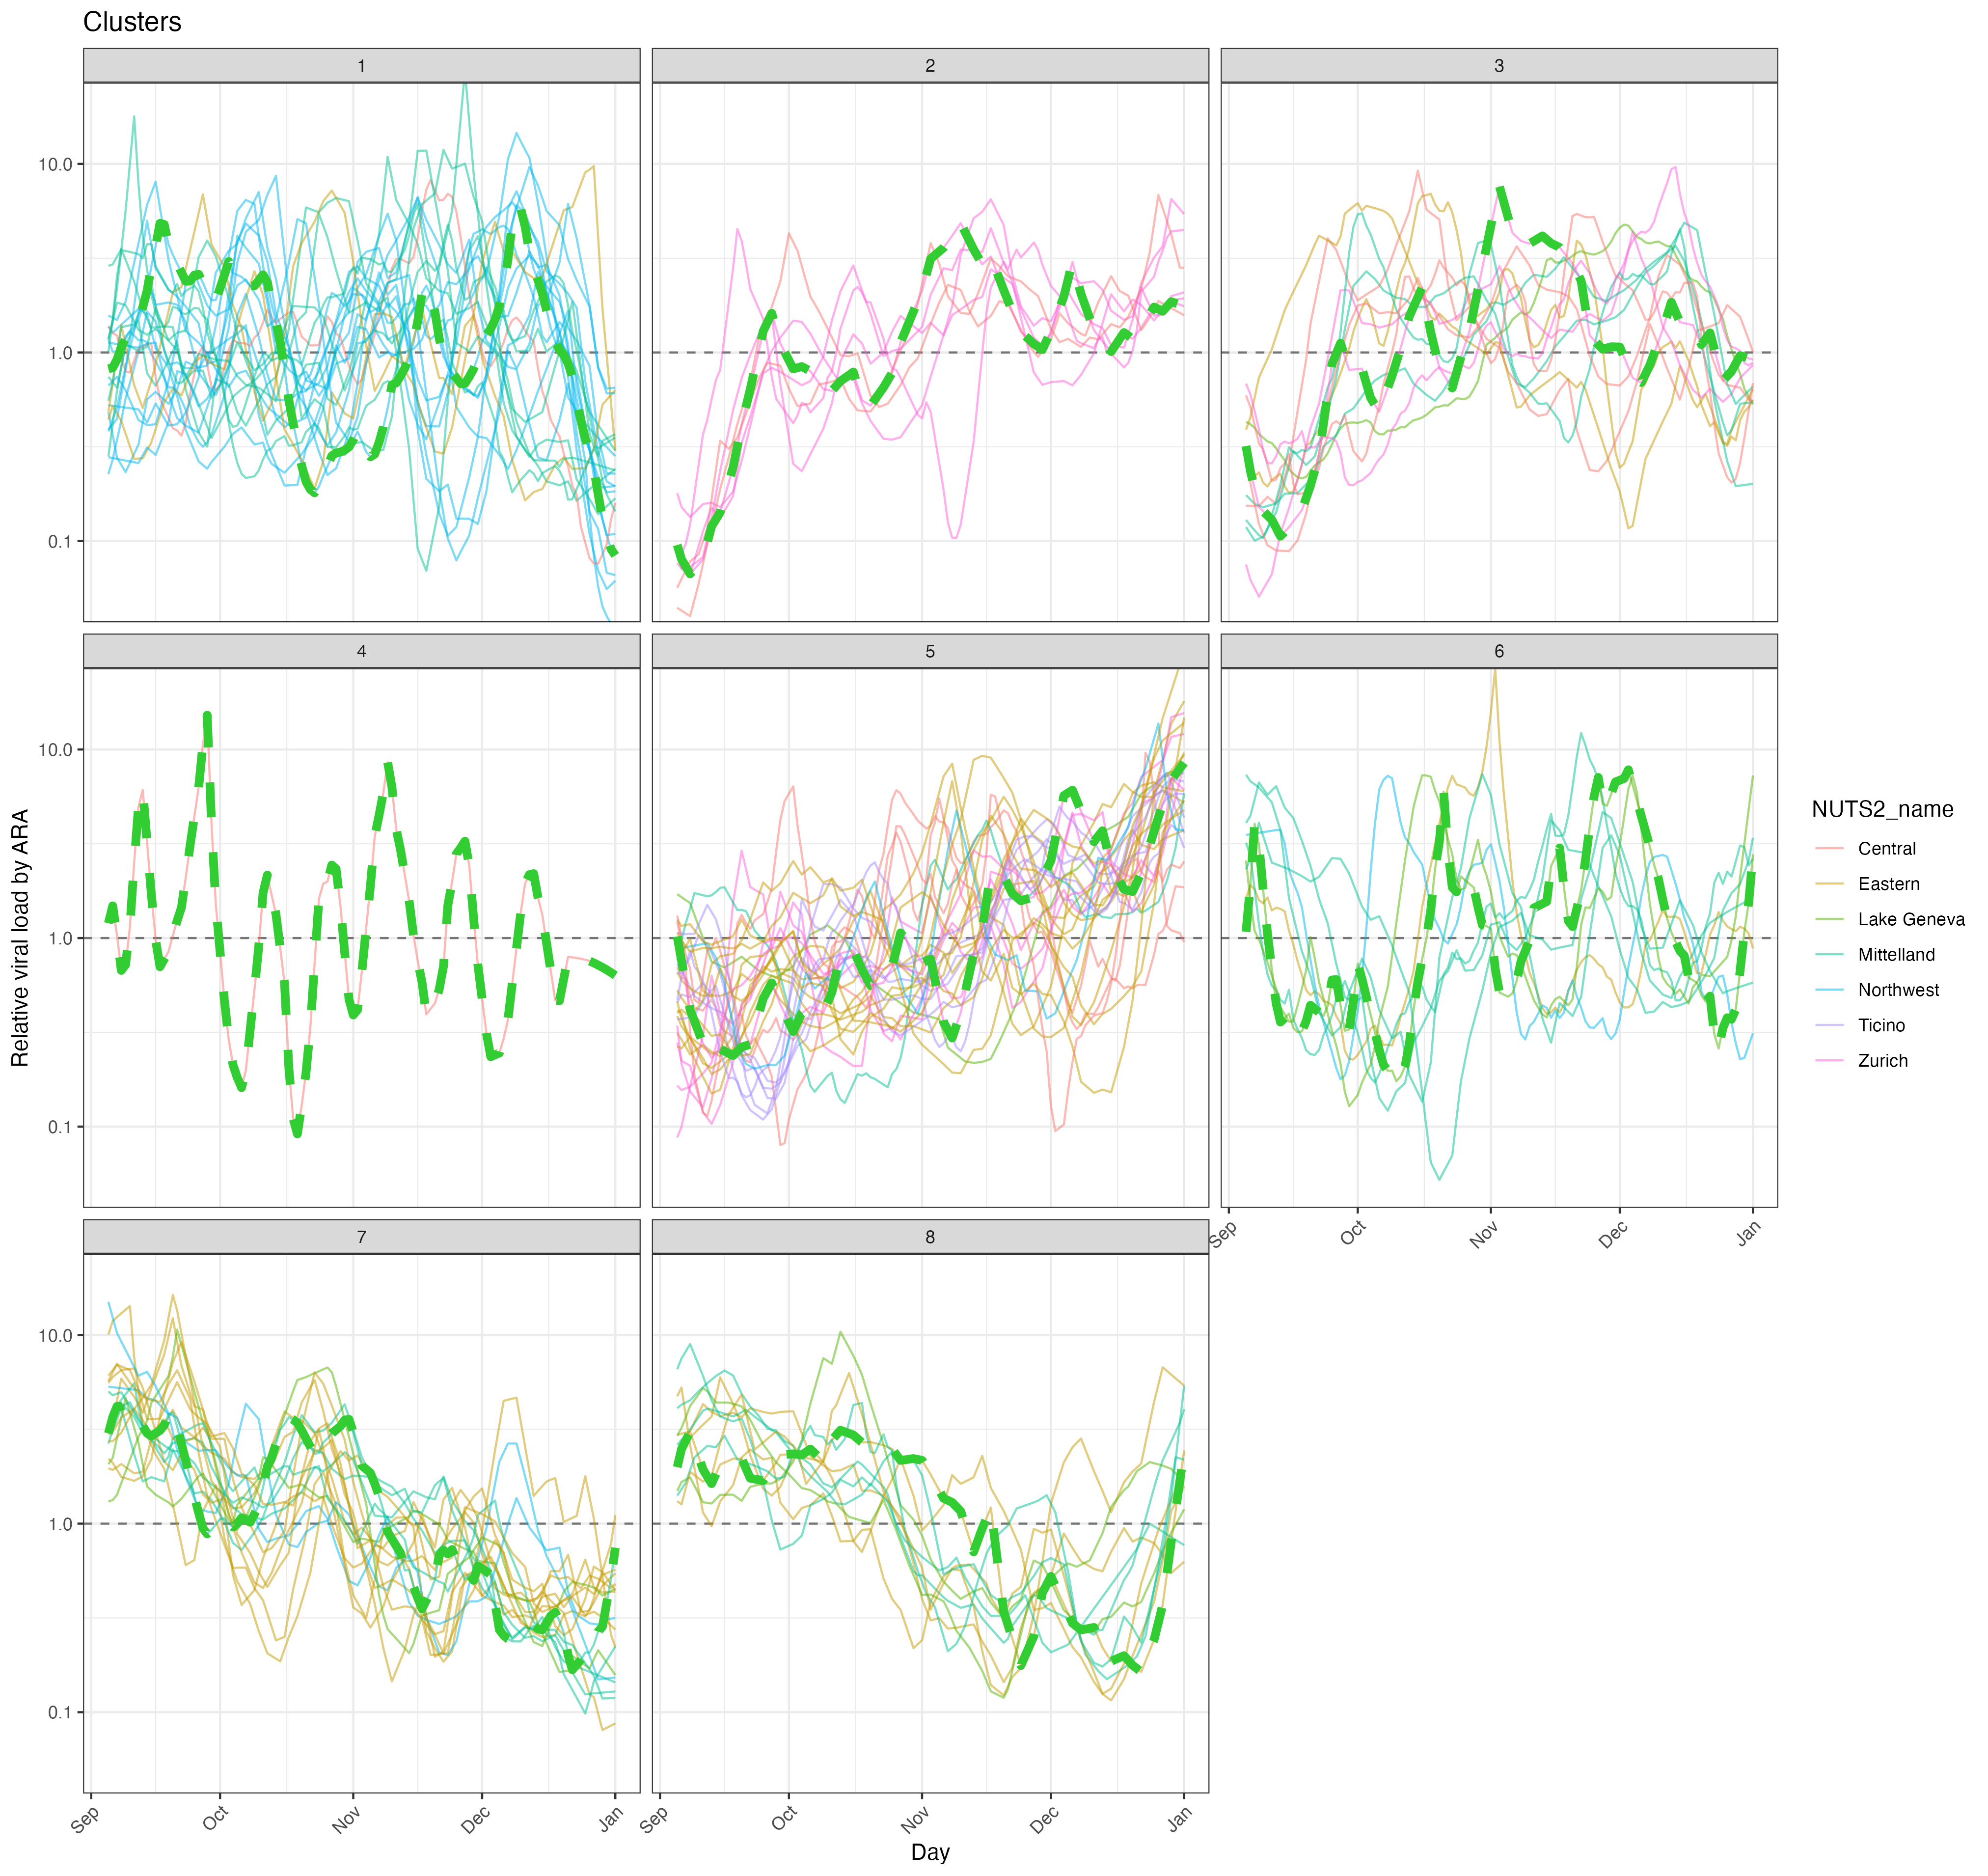 Clusters
1
2
3
10.0
1.0
0.1
4
5
6
10.0
1.0
0.1
Sep
Oct
Nov
Dec
Jan
7
8
10.0
1.0
0.1
Sep
Oct
Nov
Dec
Jan
Sep
Oct
Nov
Dec
Jan
Day
Relative viral load by ARA
NUTS2_name
Central
Eastern
Lake Geneva
Mittelland
Northwest
Ticino
Zurich